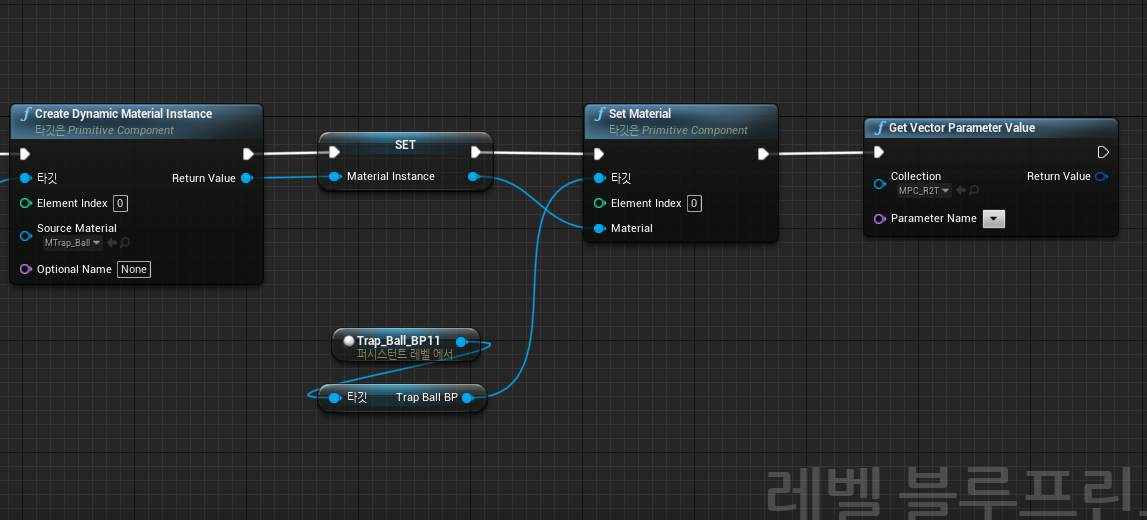 f Create Dynamic Material Instance
타깃은 Primitive Component
타깃
Return Value
Element Index 0
Source Material
MTrap_Ball
Optional Name None
SET
Material Instance
f Set Material
타깃은 Primitive Component
타깃
Element Index 0
Material
f Get Vector Parameter Value
Collection
Return Value
MPC_R2T
Parameter Name
Trap_Ball_BP11
퍼시스턴트 레벨 에서
타깃 Trap Ball BP
레벨 블루프린